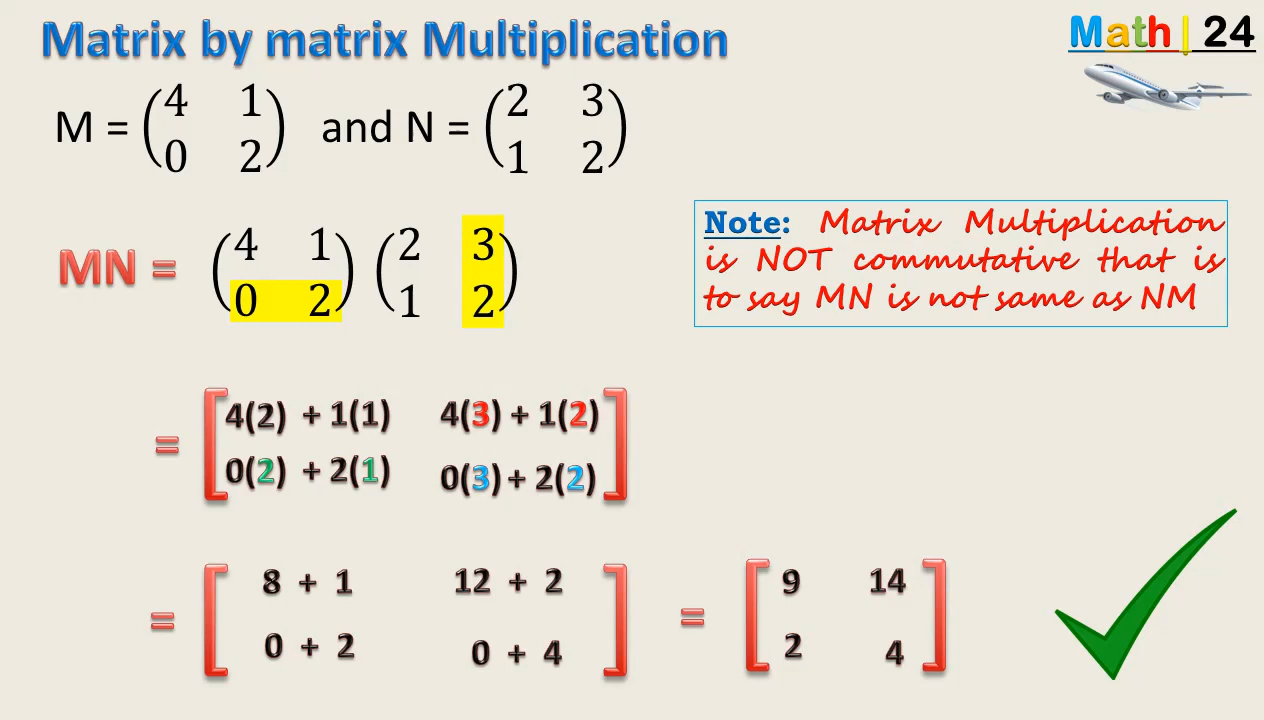 Matrix by matrix Multiplication
Math|24
M = (4 1
0 2) and N = (2 3
1 2)
MN = (4 1
0 2) (2 3
1 2)
Note: Matrix Multiplication
is NOT commutative that is
to say MN is not same as NM
= [4(2) + 1(1) 4(3) + 1(2)
0(2) + 2(1) 0(3) + 2(2)]
= [8 + 1 12 + 2
0 + 2 0 + 4] = [9 14
2 4]